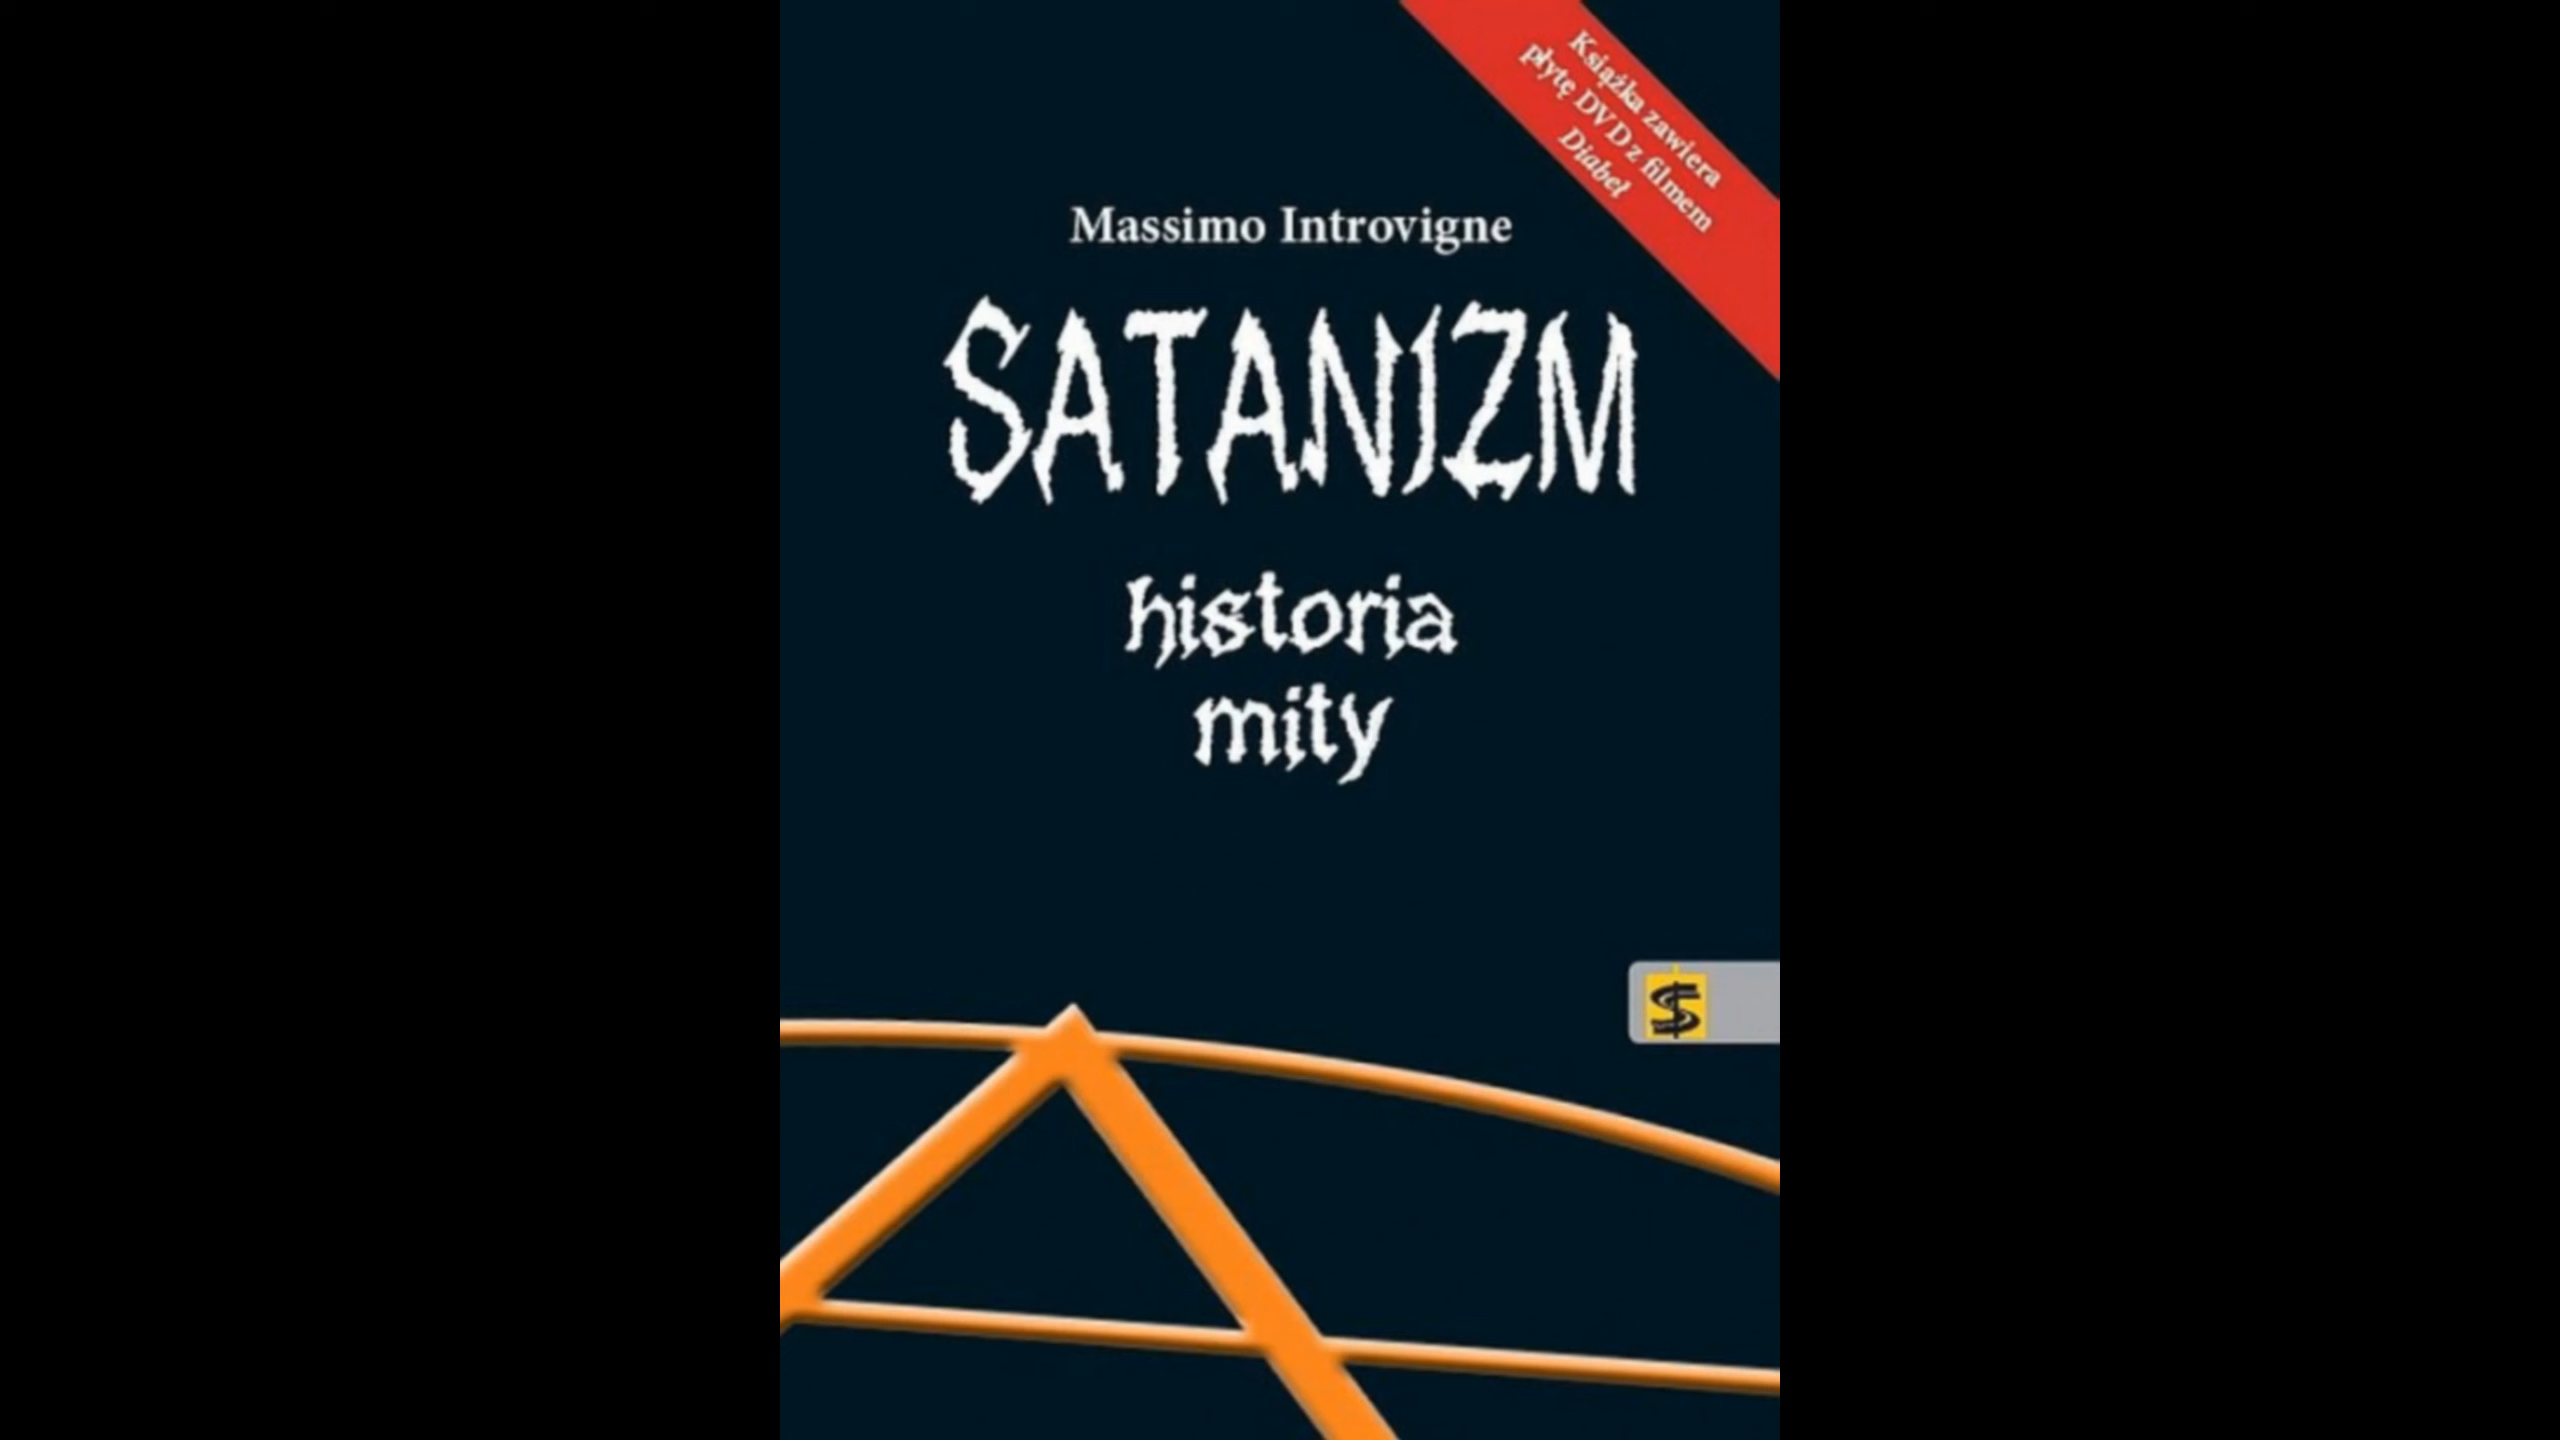 Książka zawiera
płytę DVD z filmem
Diabeł
Massimo Introvigne
SATANIZM
historia
mity